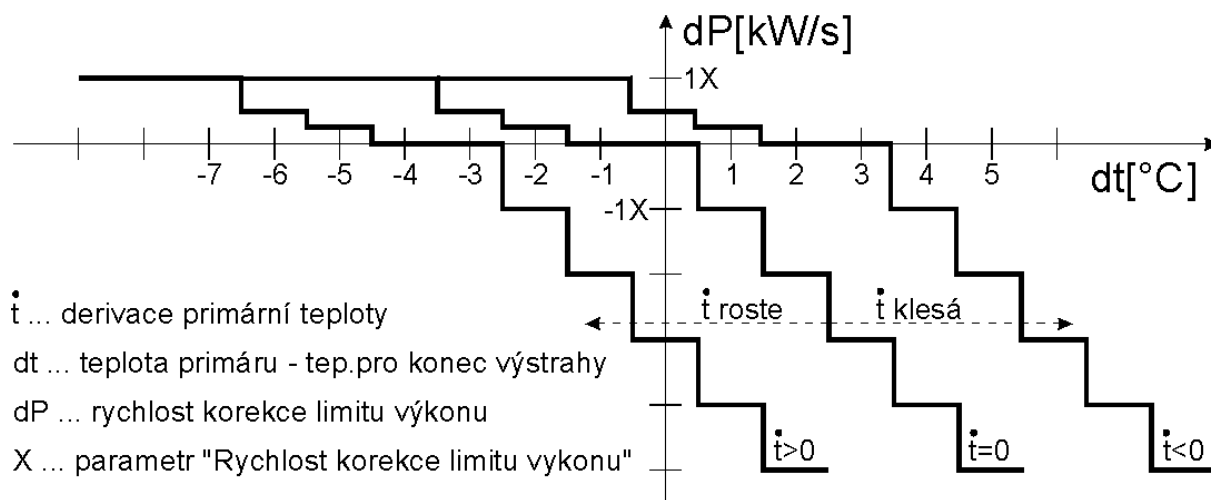 dP[kW/s]
1X
-7 -6 -5 -4 -3 -2 -1 1 2 3 4 5
dt[°C]
-1X
ṫ roste ṫ klesá
ṫ ... derivace primární teploty
dt ... teplota primáru - tep.pro konec výstrahy
dP ... rychlost korekce limitu výkonu
X ... parametr "Rychlost korekce limitu vykonu"
ṫ>0 ṫ=0 ṫ<0